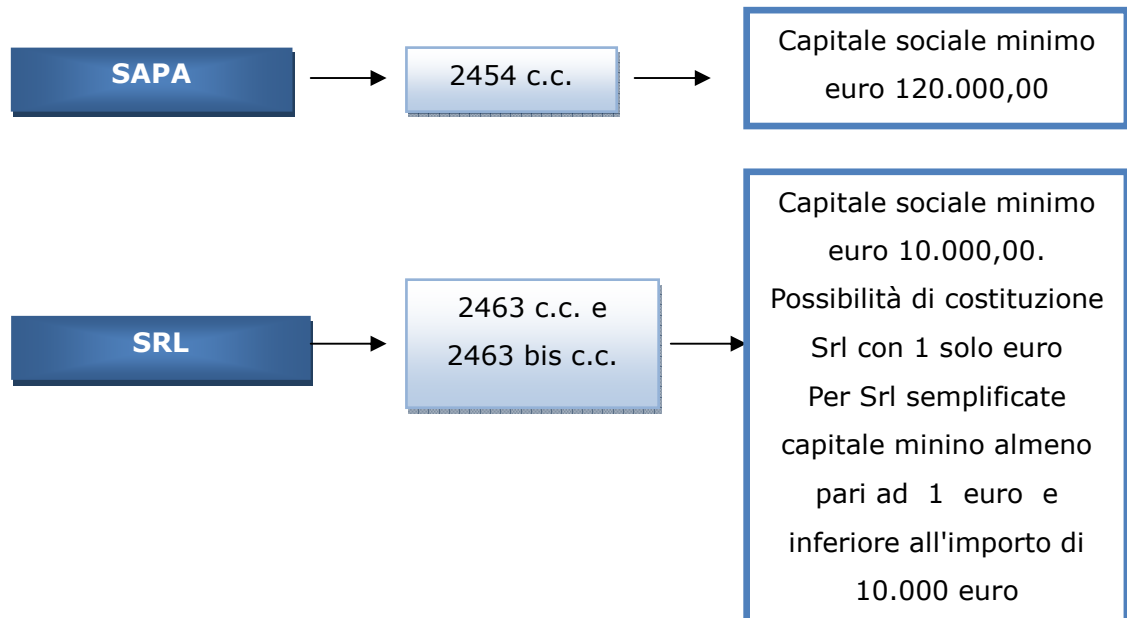 SAPA
2454 c.c.
Capitale sociale minimo
euro 120.000,00
SRL
2463 c.c. e
2463 bis c.c.
Capitale sociale minimo
euro 10.000,00.
Possibilità di costituzione
Srl con 1 solo euro
Per Srl semplificate
capitale minino almeno
pari ad 1 euro e
inferiore all'importo di
10.000 euro